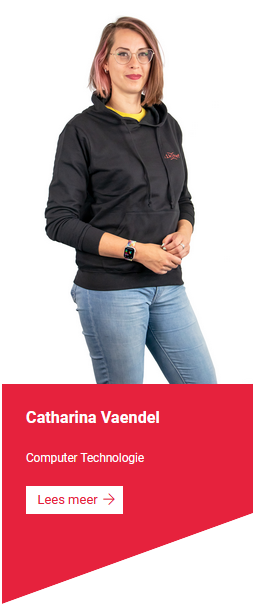 Catharina Vaendel
Computer Technologie
Lees meer